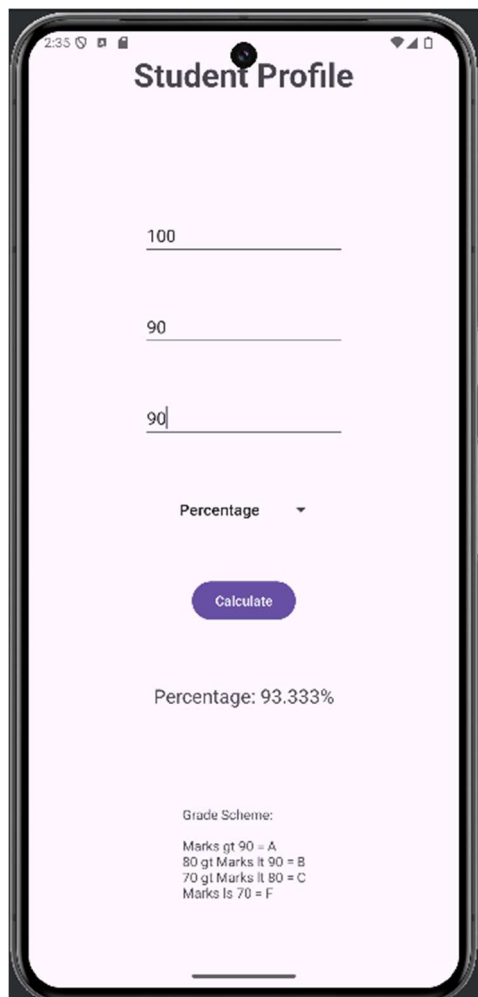 2:35
Student Profile
100
90
90
Percentage
Calculate
Percentage: 93.333%
Grade Scheme:
Marks gt 90 = A
80 gt Marks lt 90 = B
70 gt Marks lt 80 = C
Marks ls 70 = F